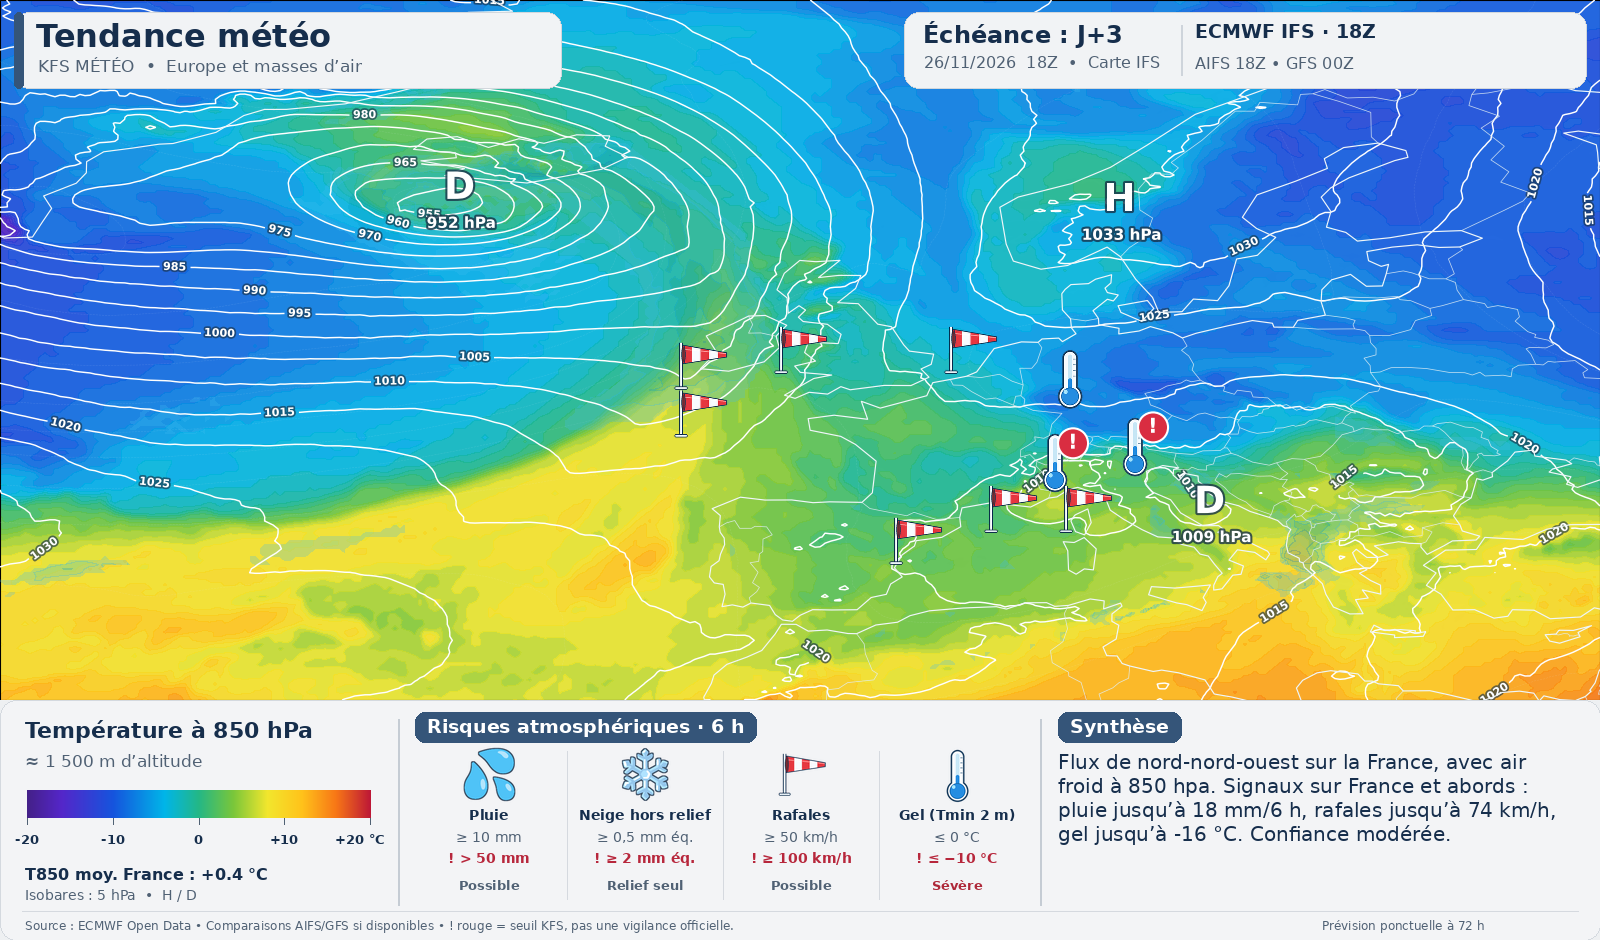 Tendance météo
KFS MÉTÉO • Europe et masses d’air
Échéance : J+3
26/11/2026 18Z • Carte IFS
ECMWF IFS · 18Z
AIFS 18Z • GFS 00Z
1015
980
965
D
955
952 hPa
960
970
975
985
990
995
1000
1005
1010
1015
1020
1025
1030
H
1033 hPa
1030
1025
1020
1015
1020
1015
1010
D
1009 hPa
1020
1015
1020
1020
!
!
Température à 850 hPa
≈ 1 500 m d’altitude
-20 -10 0 +10 +20 °C
T850 moy. France : +0.4 °C
Isobares : 5 hPa • H / D
Risques atmosphériques · 6 h
Pluie
≥ 10 mm
! > 50 mm
Possible
Neige hors relief
≥ 0,5 mm éq.
! ≥ 2 mm éq.
Relief seul
Rafales
≥ 50 km/h
! ≥ 100 km/h
Possible
Gel (Tmin 2 m)
≤ 0 °C
! ≤ −10 °C
Sévère
Synthèse
Flux de nord-nord-ouest sur la France, avec air
froid à 850 hpa. Signaux sur France et abords :
pluie jusqu’à 18 mm/6 h, rafales jusqu’à 74 km/h,
gel jusqu’à -16 °C. Confiance modérée.
Source : ECMWF Open Data • Comparaisons AIFS/GFS si disponibles • ! rouge = seuil KFS, pas une vigilance officielle.
Prévision ponctuelle à 72 h